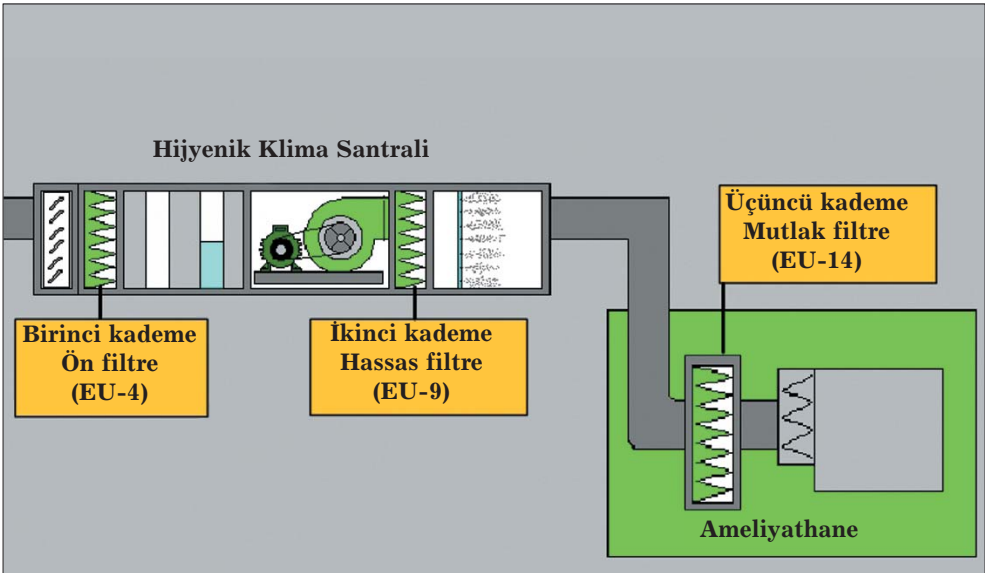 Hijyenik Klima Santrali
Üçüncü kademe
Mutlak filtre
(EU-14)
Birinci kademe
Ön filtre
(EU-4)
İkinci kademe
Hassas filtre
(EU-9)
Ameliyathane